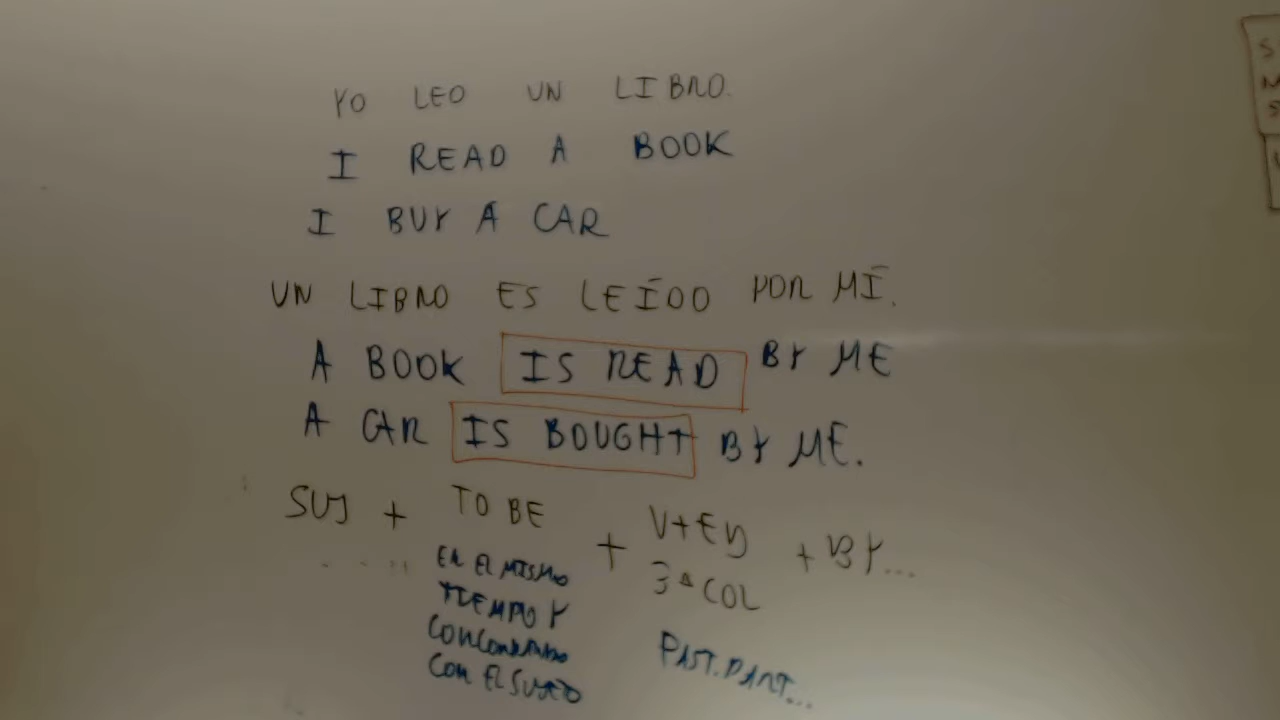 YO LEO UN LIBRO.
I READ A BOOK
I BUY A CAR
UN LIBRO ES LEÍDO POR MÍ.
A BOOK IS READ BY ME
A CAR IS BOUGHT BY ME.
SUJ + TO BE + V+ED + BY...
EN EL MISMO 3ª COL
TIEMPO Y
CONCORDANDO PAST. PART...
CON EL SUJETO